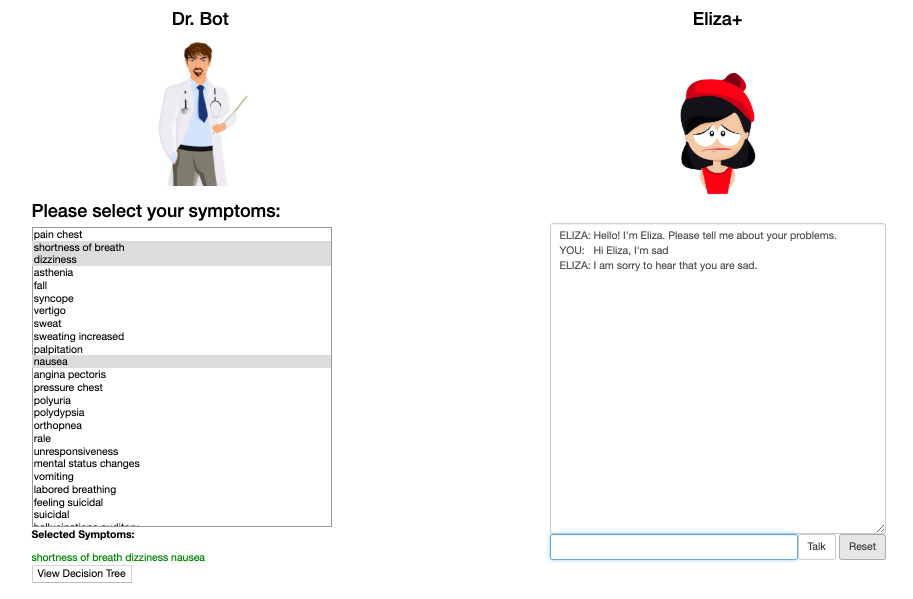 Dr. Bot
Please select your symptoms:
pain chest
shortness of breath
dizziness
asthenia
fall
syncope
vertigo
sweat
sweating increased
palpitation
nausea
angina pectoris
pressure chest
polyuria
polydypsia
orthopnea
rale
unresponsiveness
mental status changes
vomiting
labored breathing
feeling suicidal
suicidal
Selected Symptoms:
shortness of breath dizziness nausea
View Decision Tree
Eliza+
ELIZA: Hello! I'm Eliza. Please tell me about your problems.
YOU: Hi Eliza, I'm sad
ELIZA: I am sorry to hear that you are sad.
Talk
Reset